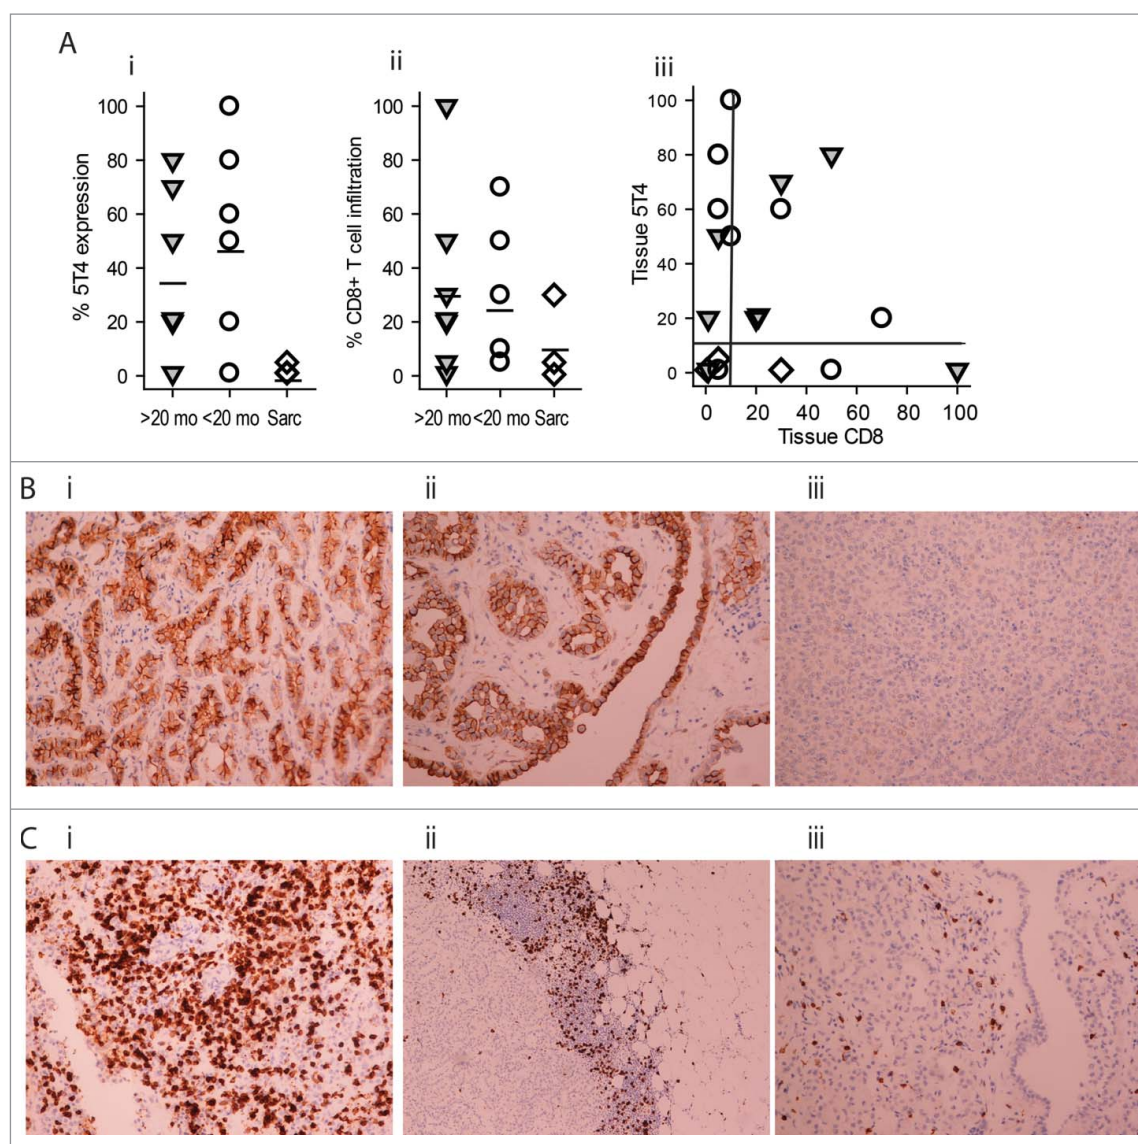 A
i
ii
iii
% 5T4 expression
100
80
60
40
20
0
>20 mo <20 mo Sarc
% CD8+ T cell infiltration
100
80
60
40
20
0
>20 mo <20 mo Sarc
Tissue 5T4
100
80
60
40
20
0
0 20 40 60 80 100
Tissue CD8
B
i
ii
iii
C
i
ii
iii